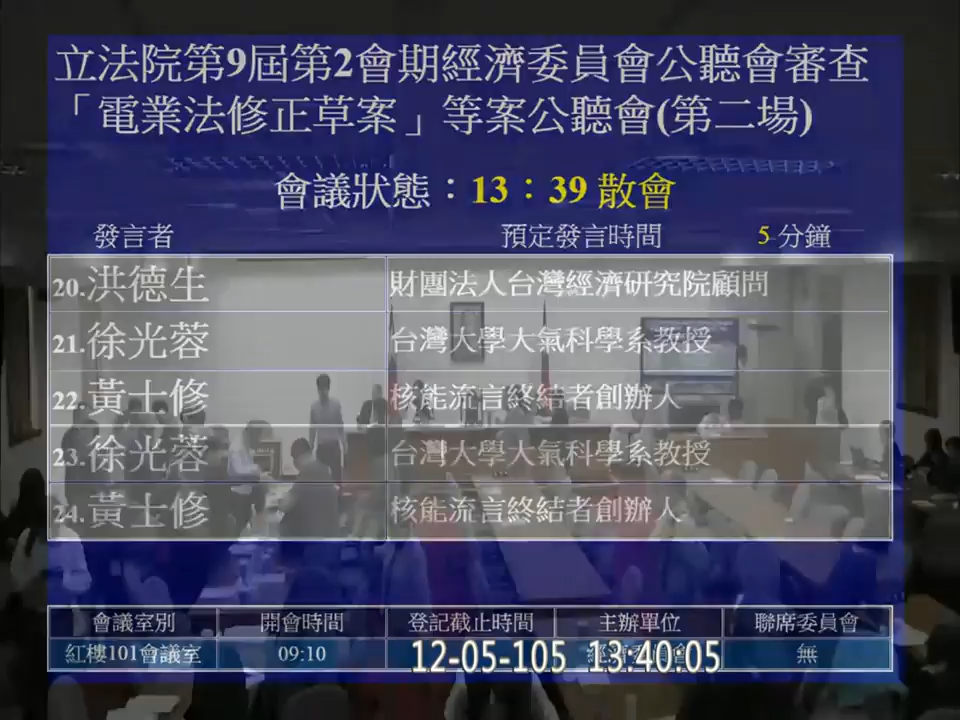 立法院第9屆第2會期經濟委員會公聽會審查
「電業法修正草案」等案公聽會(第二場)
會議狀態：13：39 散會
發言者 預定發言時間 5 分鐘
20.洪德生 財團法人台灣經濟研究院顧問
21.徐光蓉 台灣大學大氣科學系教授
22.黃士修 核能流言終結者創辦人
23.徐光蓉 台灣大學大氣科學系教授
24.黃士修 核能流言終結者創辦人
會議室別 開會時間 登記截止時間 主辦單位 聯席委員會
紅樓101會議室 09:10 無
12-05-105 13:40:05